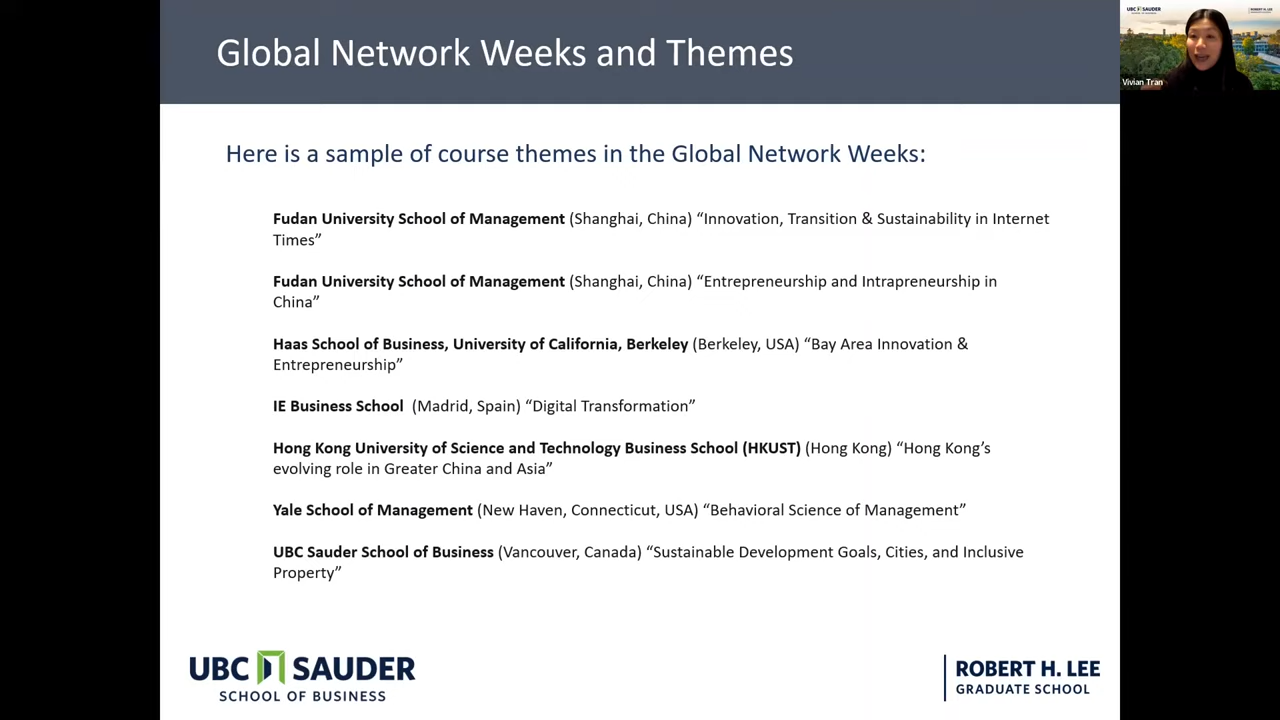 Global Network Weeks and Themes
UBC SAUDER
ROBERT H. LEE
Vivian Tran
Here is a sample of course themes in the Global Network Weeks:
Fudan University School of Management (Shanghai, China) “Innovation, Transition & Sustainability in Internet
Times”
Fudan University School of Management (Shanghai, China) “Entrepreneurship and Intrapreneurship in
China”
Haas School of Business, University of California, Berkeley (Berkeley, USA) “Bay Area Innovation &
Entrepreneurship”
IE Business School (Madrid, Spain) “Digital Transformation”
Hong Kong University of Science and Technology Business School (HKUST) (Hong Kong) “Hong Kong’s
evolving role in Greater China and Asia”
Yale School of Management (New Haven, Connecticut, USA) “Behavioral Science of Management”
UBC Sauder School of Business (Vancouver, Canada) “Sustainable Development Goals, Cities, and Inclusive
Property”
UBC SAUDER
SCHOOL OF BUSINESS
ROBERT H. LEE
GRADUATE SCHOOL